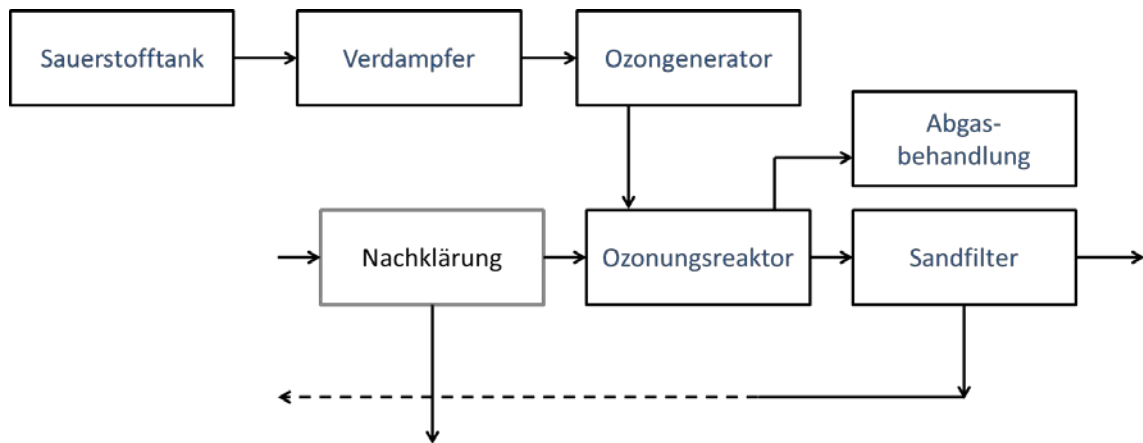 Sauerstofftank
Verdampfer
Ozongenerator
Abgas-
behandlung
Nachklärung
Ozonungsreaktor
Sandfilter